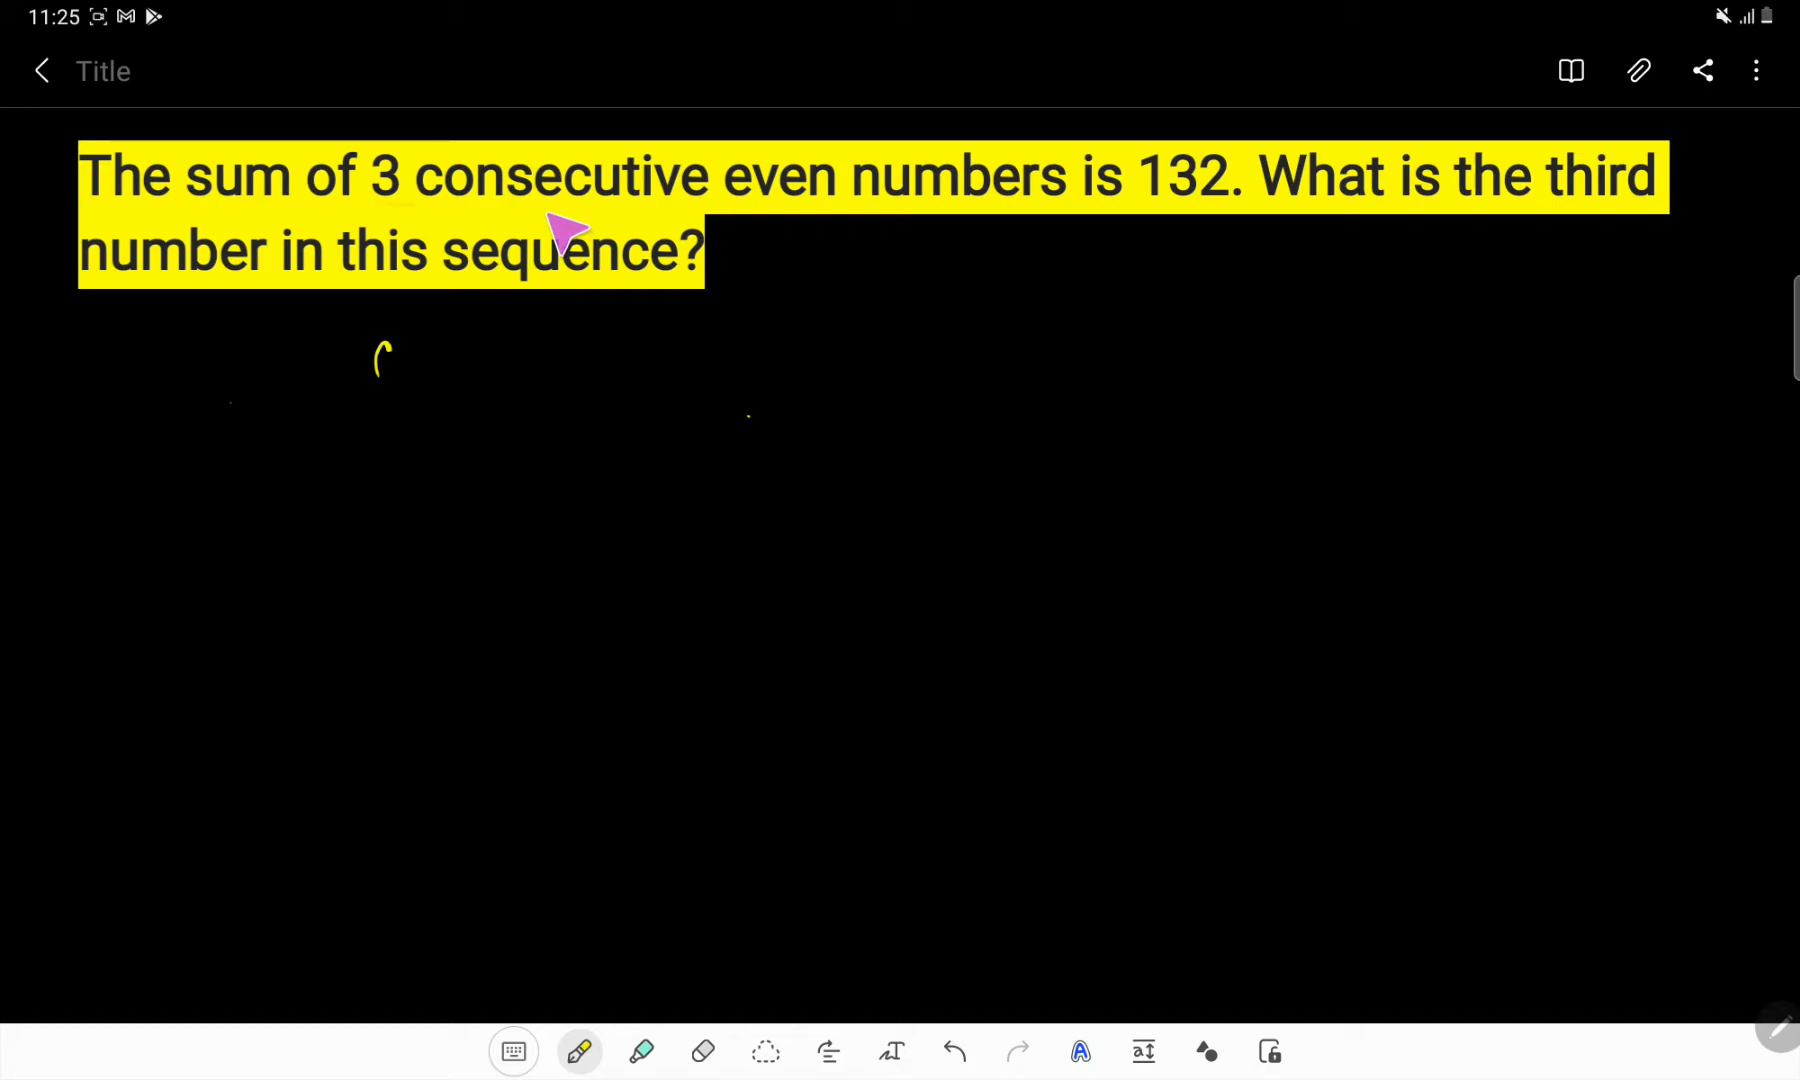 11:25
Title
The sum of 3 consecutive even numbers is 132. What is the third
number in this sequence?